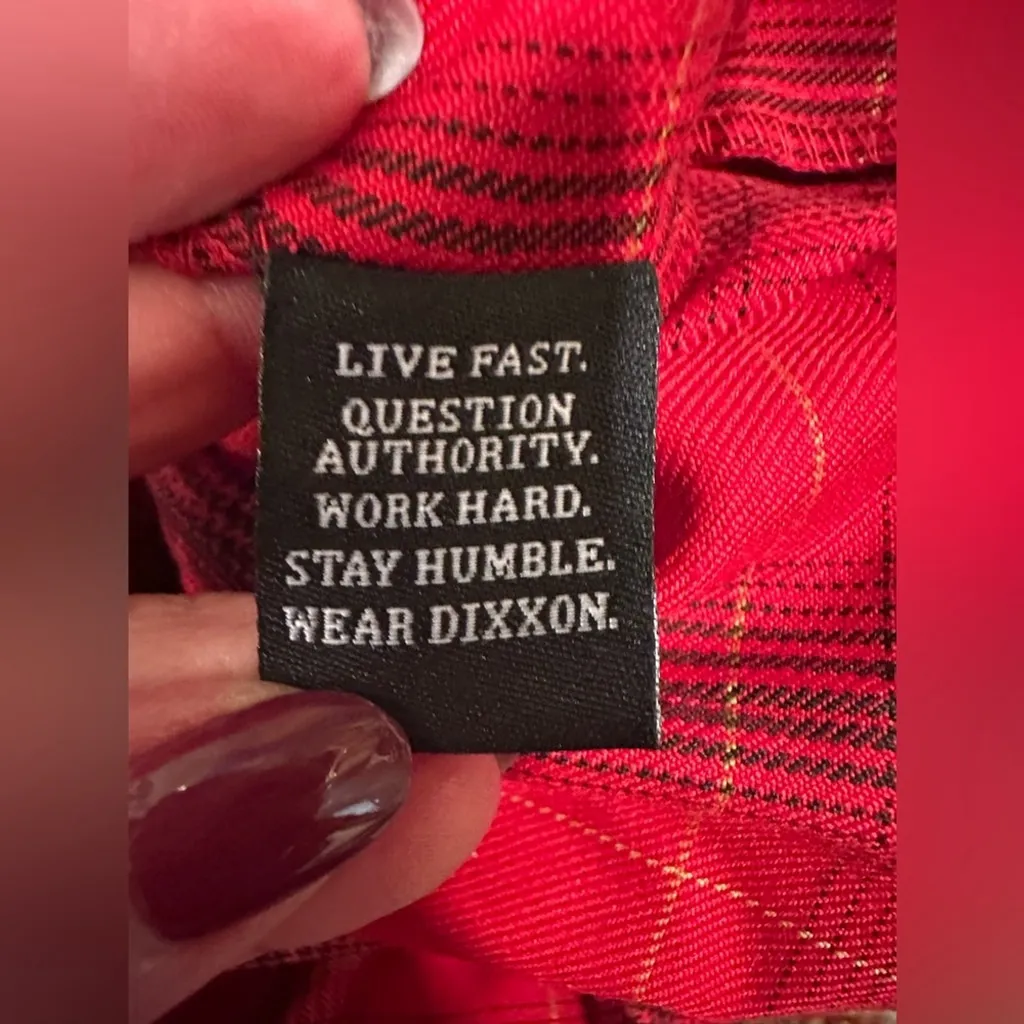 LIVE FAST.
QUESTION
AUTHORITY.
WORK HARD.
STAY HUMBLE.
WEAR DIXXON.